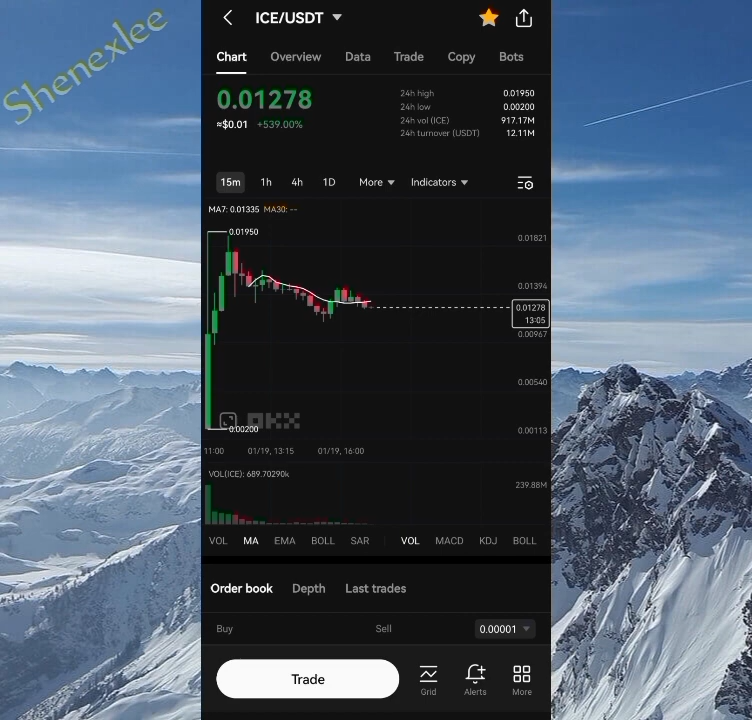 Shenexlee
ICE/USDT
Chart Overview Data Trade Copy Bots
0.01278
≈$0.01 +539.00%
24h high 0.01950
24h low 0.00200
24h vol (ICE) 917.17M
24h turnover (USDT) 12.11M
15m 1h 4h 1D More Indicators
MA7: 0.01335 MA30: --
0.01950
0.01821
0.01394
0.01278
13:05
0.00967
0.00540
OKX
0.00200
0.00113
11:00 01/19, 13:15 01/19, 16:00
VOL(ICE): 689.70290k
239.88M
VOL MA EMA BOLL SAR VOL MACD KDJ BOLL
Order book Depth Last trades
Buy Sell 0.00001
Trade
Grid Alerts More